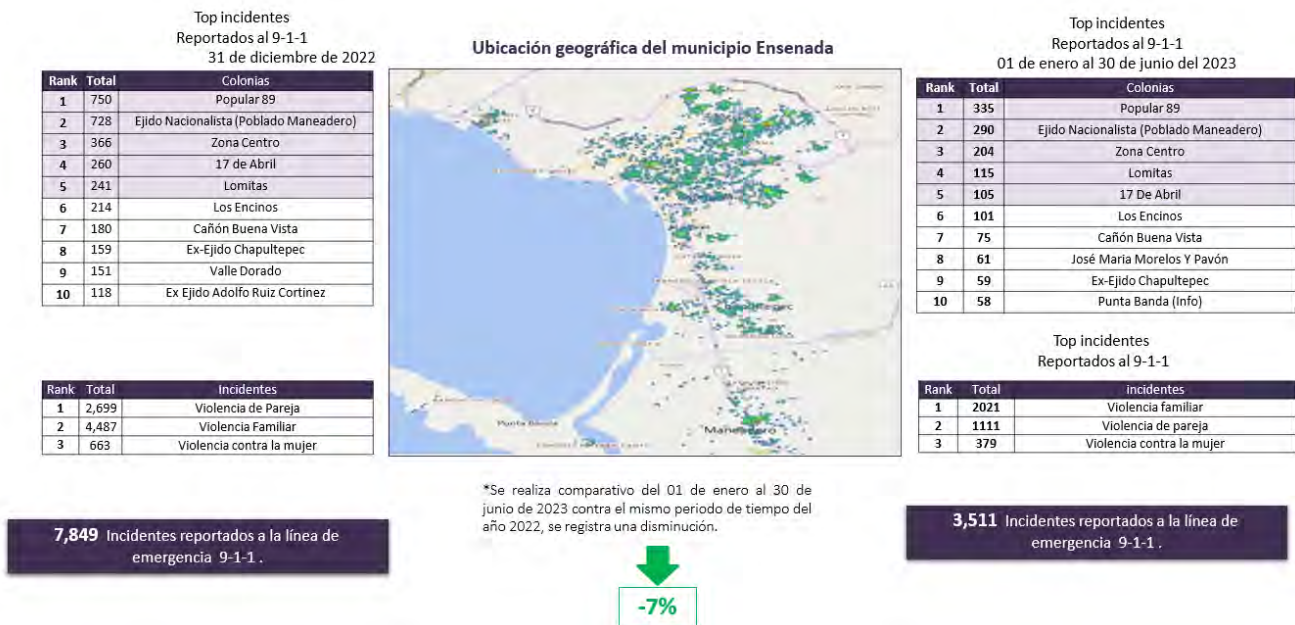 Top incidentes
Reportados al 9-1-1
31 de diciembre de 2022
Rank Total Colonias
1 750 Popular 89
2 728 Ejido Nacionalista (Poblado Maneadero)
3 366 Zona Centro
4 260 17 de Abril
5 241 Lomitas
6 214 Los Encinos
7 180 Cañón Buena Vista
8 159 Ex-Ejido Chapultepec
9 151 Valle Dorado
10 118 Ex Ejido Adolfo Ruiz Cortinez
Rank Total Incidentes
1 2,699 Violencia de Pareja
2 4,487 Violencia Familiar
3 663 Violencia contra la mujer
7,849 Incidentes reportados a la línea de
emergencia 9-1-1 .
Ubicación geográfica del municipio Ensenada
Punta Banda
Maneadero
*Se realiza comparativo del 01 de enero al 30 de
junio de 2023 contra el mismo periodo de tiempo del
año 2022, se registra una disminución.
-7%
Top incidentes
Reportados al 9-1-1
01 de enero al 30 de junio del 2023
Rank Total Colonias
1 335 Popular 89
2 290 Ejido Nacionalista (Poblado Maneadero)
3 204 Zona Centro
4 115 Lomitas
5 105 17 De Abril
6 101 Los Encinos
7 75 Cañón Buena Vista
8 61 José Maria Morelos Y Pavón
9 59 Ex-Ejido Chapultepec
10 58 Punta Banda (Info)
Top incidentes
Reportados al 9-1-1
Rank Total incidentes
1 2021 Violencia familiar
2 1111 Violencia de pareja
3 379 Violencia contra la mujer
3,511 Incidentes reportados a la línea de
emergencia 9-1-1 .